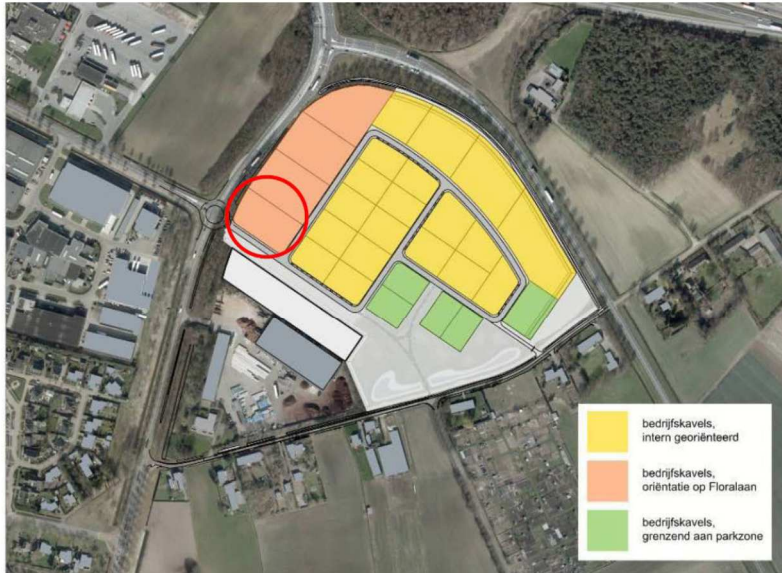 bedrijfskavels,
intern georiënteerd
bedrijfskavels,
oriëntatie op Floralaan
bedrijfskavels,
grenzend aan parkzone